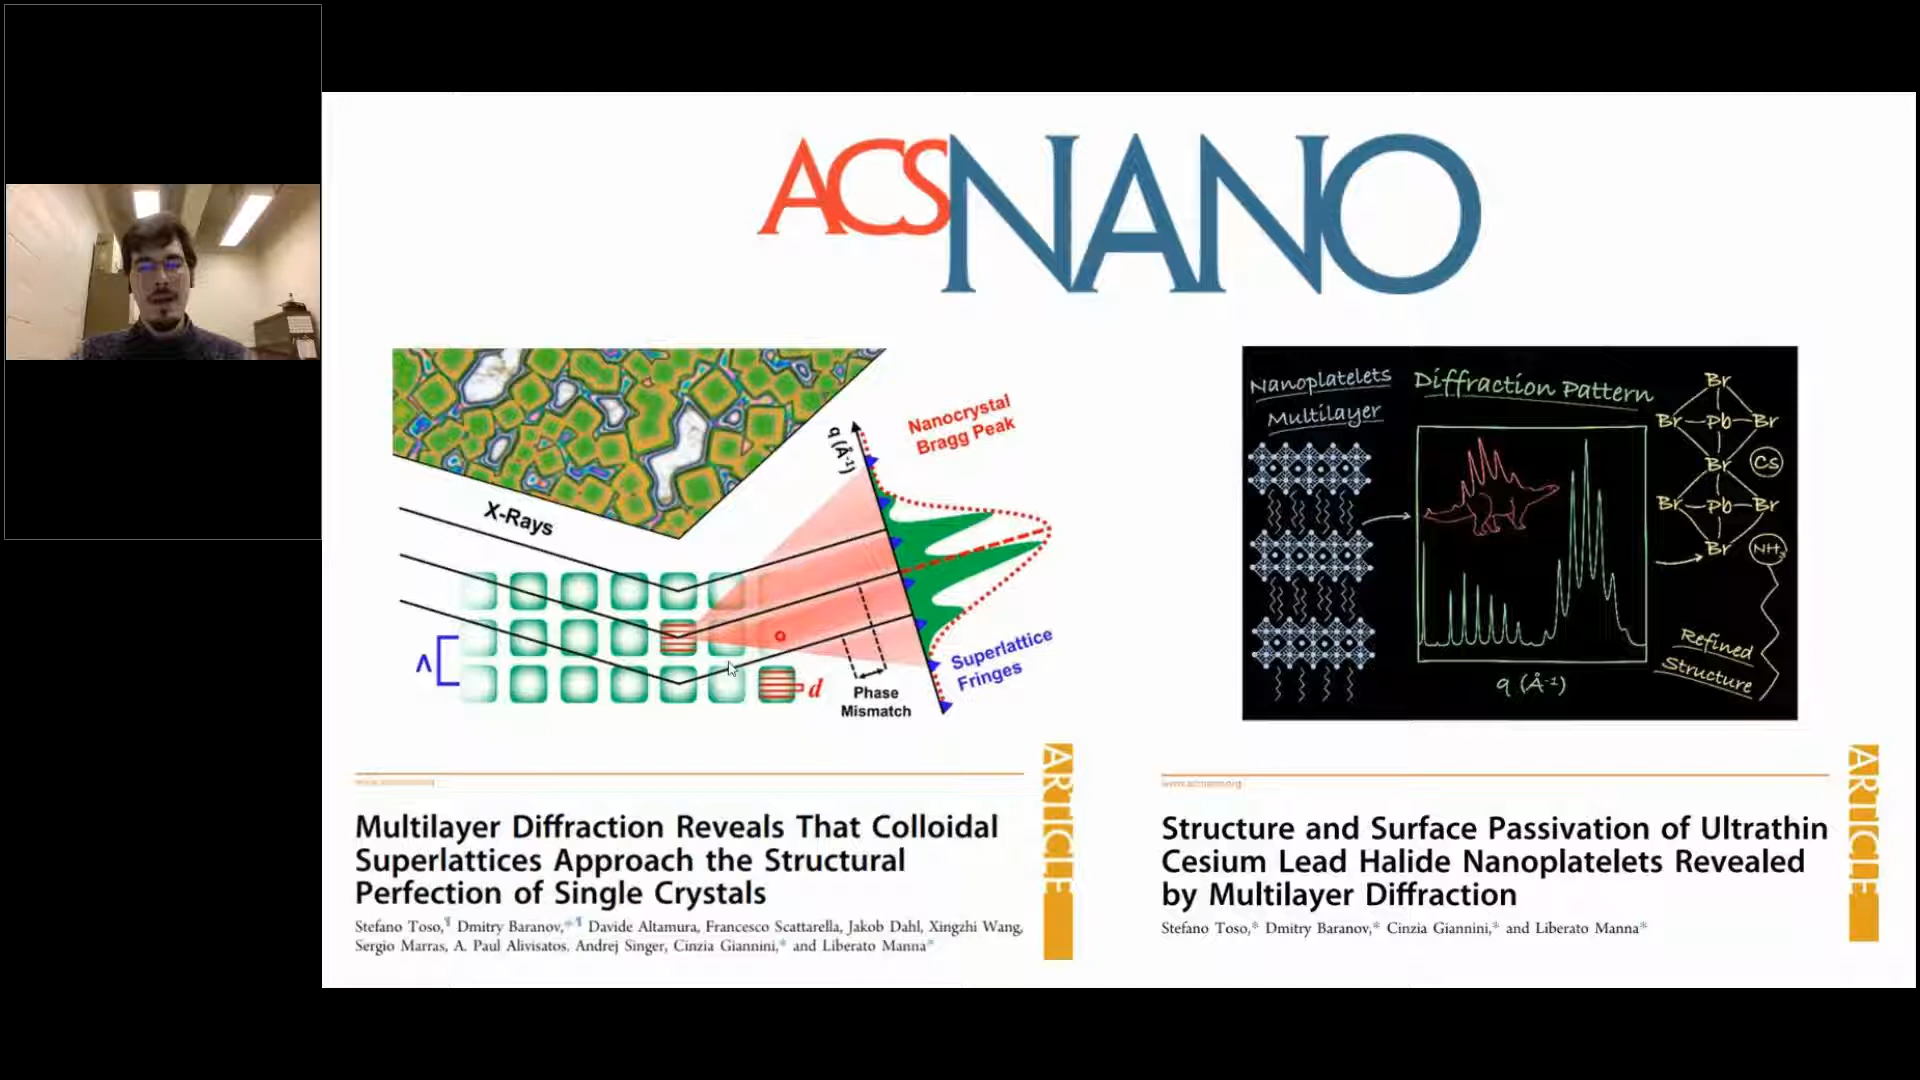 ACSNANO
Nanocrystal
Bragg Peak
q (Å⁻¹)
X-Rays
Λ
d
Phase
Mismatch
Superlattice
Fringes
Nanoplatelets
Multilayer
Diffraction Pattern
q (Å⁻¹)
Br
Br Pb Br
Br Cs
Br Pb Br
Br NH₃
Refined
Structure
ARTICLE
Multilayer Diffraction Reveals That Colloidal
Superlattices Approach the Structural
Perfection of Single Crystals
Stefano Toso,¶ Dmitry Baranov,*¶ Davide Altamura, Francesco Scattarella, Jakob Dahl, Xingzhi Wang,
Sergio Marras, A. Paul Alivisatos, Andrej Singer, Cinzia Giannini,* and Liberato Manna*
www.acsnano.org
ARTICLE
Structure and Surface Passivation of Ultrathin
Cesium Lead Halide Nanoplatelets Revealed
by Multilayer Diffraction
Stefano Toso,* Dmitry Baranov,* Cinzia Giannini,* and Liberato Manna*